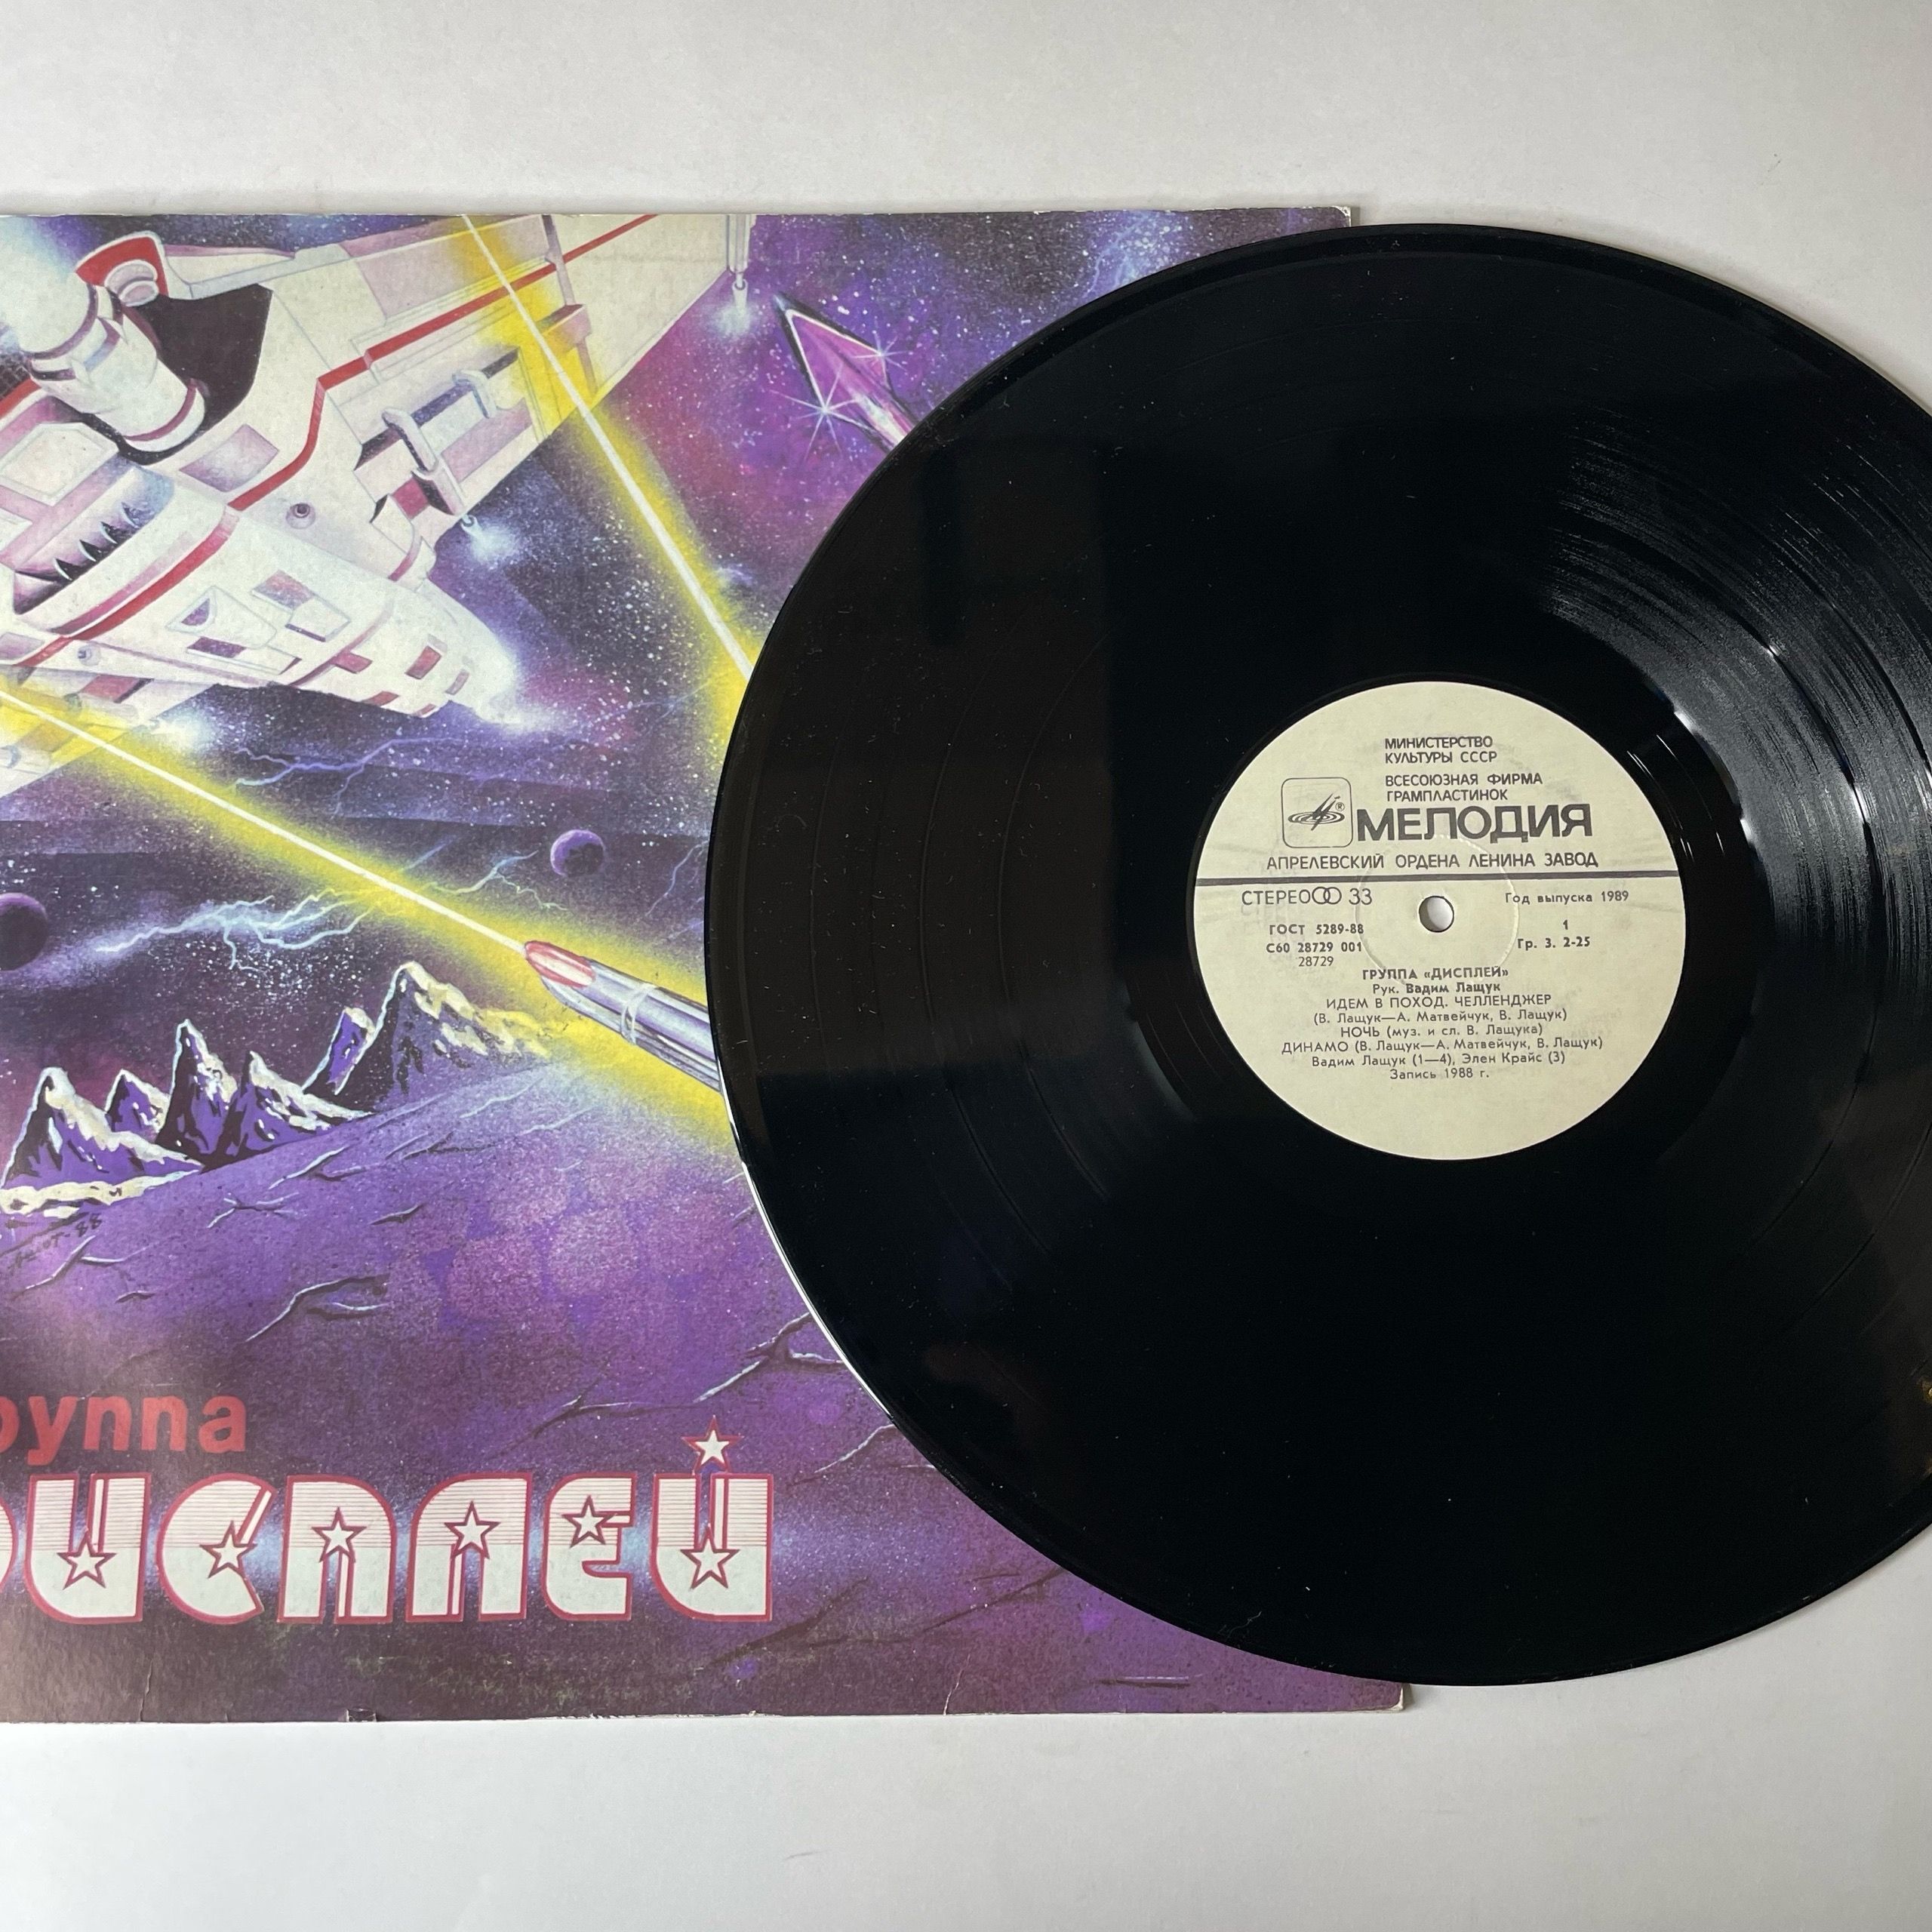 руппа
ДИСПЛЕЙ
88
МИНИСТЕРСТВО
КУЛЬТУРЫ СССР
ВСЕСОЮЗНАЯ ФИРМА
ГРАМПЛАСТИНОК
МЕЛОДИЯ
АПРЕЛЕВСКИЙ ОРДЕНА ЛЕНИНА ЗАВОД
СТЕРЕО 33
Год выпуска 1989
ГОСТ 5289-88
С60 28729 001
28729
1
Гр. 3. 2-25
ГРУППА «ДИСПЛЕЙ»
Рук. Вадим Лащук
ИДЕМ В ПОХОД. ЧЕЛЛЕНДЖЕР
(В. Лащук—А. Матвейчук, В. Лащук)
НОЧЬ (муз. и сл. В. Лащука)
ДИНАМО (В. Лащук—А. Матвейчук, В. Лащук)
Вадим Лащук (1—4), Элен Крайс (3)
Запись 1988 г.